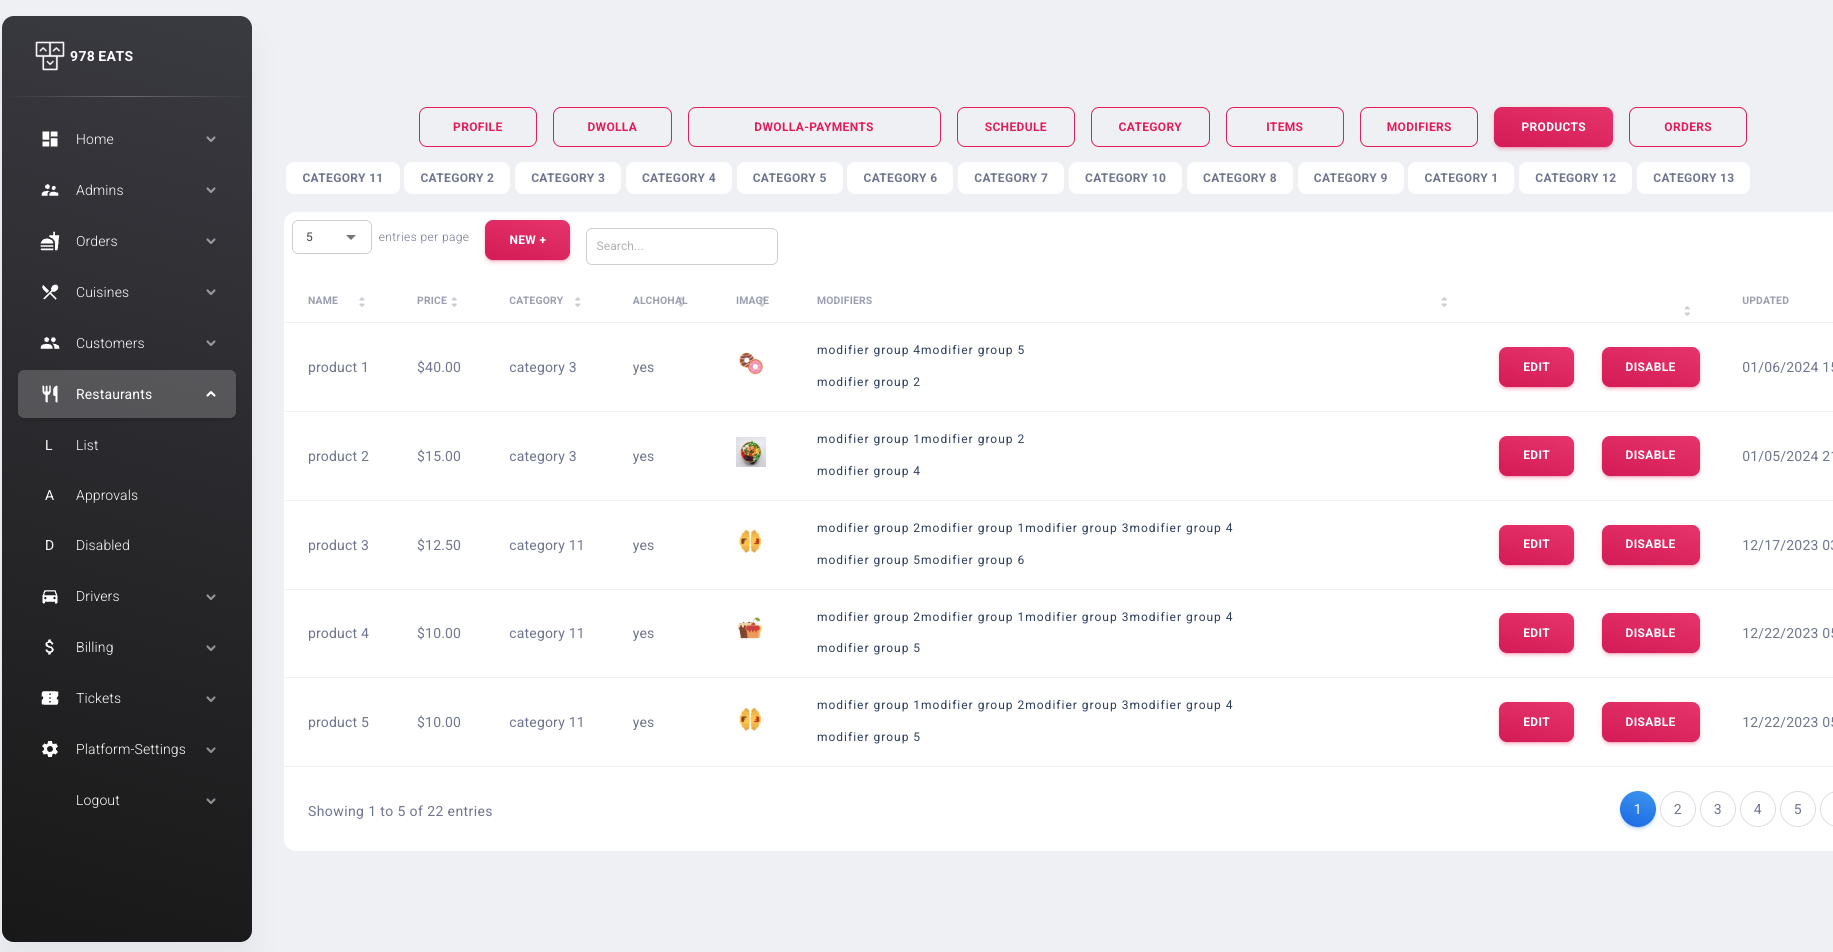 978 EATS
Home
Admins
Orders
Cuisines
Customers
Restaurants
L List
A Approvals
D Disabled
Drivers
Billing
Tickets
Platform-Settings
Logout
PROFILE DWOLLA DWOLLA-PAYMENTS SCHEDULE CATEGORY ITEMS MODIFIERS PRODUCTS ORDERS
CATEGORY 11 CATEGORY 2 CATEGORY 3 CATEGORY 4 CATEGORY 5 CATEGORY 6 CATEGORY 7 CATEGORY 10 CATEGORY 8 CATEGORY 9 CATEGORY 1 CATEGORY 12 CATEGORY 13
5 entries per page NEW + Search...
NAME PRICE CATEGORY ALCHOHAL IMAGE MODIFIERS UPDATED
modifier group 4modifier group 5
product 1 $40.00 category 3 yes EDIT DISABLE 01/06/2024 15
modifier group 2
modifier group 1modifier group 2
product 2 $15.00 category 3 yes EDIT DISABLE 01/05/2024 21
modifier group 4
modifier group 2modifier group 1modifier group 3modifier group 4
product 3 $12.50 category 11 yes EDIT DISABLE 12/17/2023 03
modifier group 5modifier group 6
modifier group 2modifier group 1modifier group 3modifier group 4
product 4 $10.00 category 11 yes EDIT DISABLE 12/22/2023 05
modifier group 5
modifier group 1modifier group 2modifier group 3modifier group 4
product 5 $10.00 category 11 yes EDIT DISABLE 12/22/2023 05
modifier group 5
Showing 1 to 5 of 22 entries 1 2 3 4 5